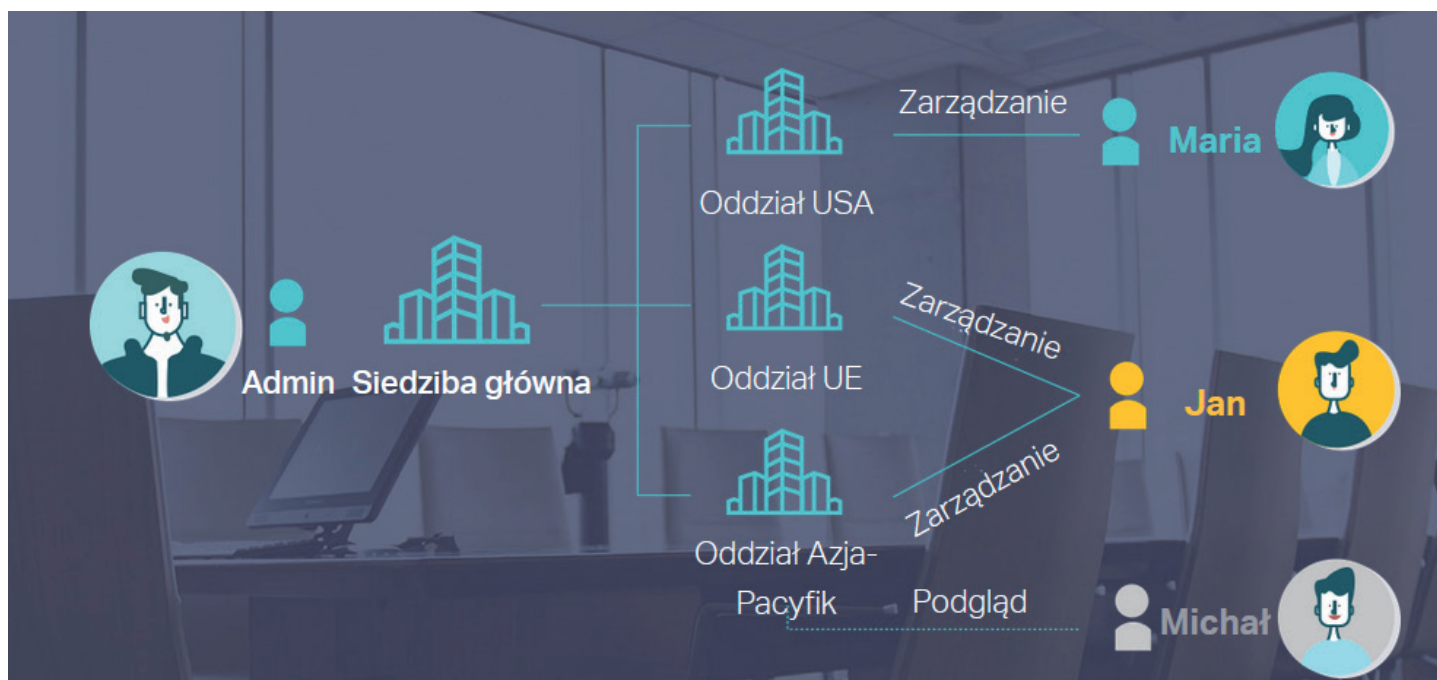 Zarządzanie
Maria
Oddział USA
Admin
Siedziba główna
Oddział UE
Zarządzanie
Jan
Zarządzanie
Oddział Azja-
Pacyfik
Podgląd
Michał